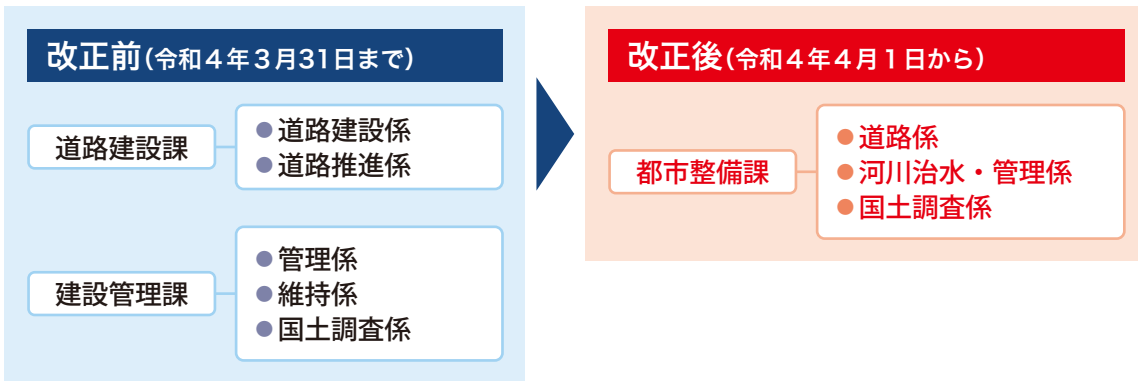 改正前（令和４年３月31日まで）
道路建設課
●道路建設係
●道路推進係
建設管理課
●管理係
●維持係
●国土調査係
改正後（令和４年４月１日から）
都市整備課
●道路係
●河川治水・管理係
●国土調査係